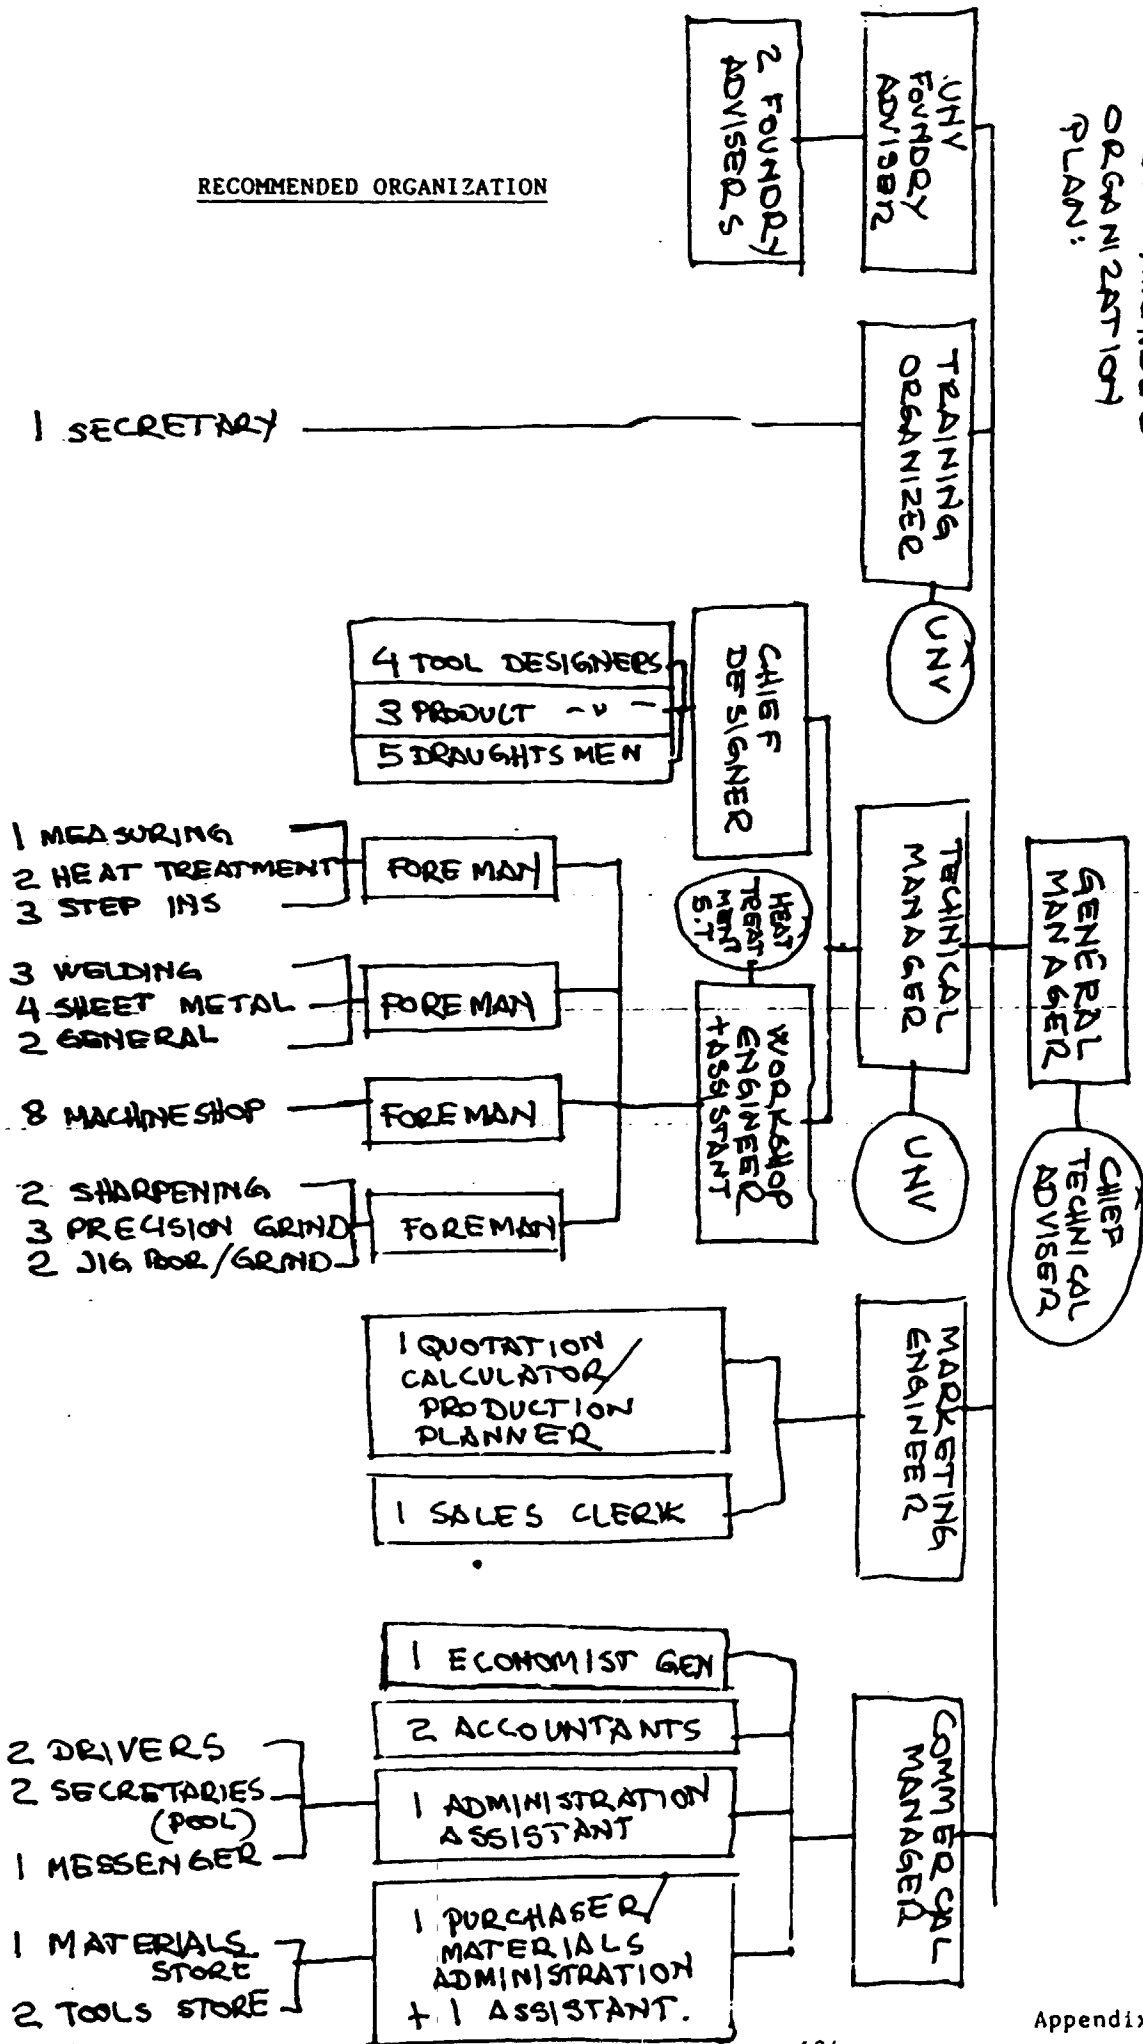 RECOMMENDED ORGANIZATION
ORGANIZATION
PLAN:
GENERAL
MANAGER
CHIEF
TECHNICAL
ADVISER
UNV
FOUNDRY
ADVISER
2 FOUNDRY
ADVISERS
TRAINING
ORGANIZER
UNV
1 SECRETARY
TECHNICAL
MANAGER
UNV
CHIEF
DESIGNER
4 TOOL DESIGNERS
3 PRODUCT -"-
5 DRAUGHTSMEN
HEAT
TREAT
MENT
S.T
WORKSHOP
ENGINEER
+ASSISTANT
FOREMAN
1 MEASURING
2 HEAT TREATMENT
3 STEP INS
FOREMAN
3 WELDING
4 SHEET METAL
2 GENERAL
FOREMAN
8 MACHINESHOP
FOREMAN
2 SHARPENING
3 PRECISION GRIND
2 JIG BOOR/GRIND
MARKETING
ENGINEER
1 QUOTATION
CALCULATOR/
PRODUCTION
PLANNER
1 SALES CLERK
COMMERCIAL
MANAGER
1 ECONOMIST GEN
2 ACCOUNTANTS
1 ADMINISTRATION
ASSISTANT
2 DRIVERS
2 SECRETARIES
(POOL)
1 MESSENGER
1 PURCHASER/
MATERIALS
ADMINISTRATION
+ 1 ASSISTANT.
1 MATERIALS
STORE
2 TOOLS STORE
Appendix